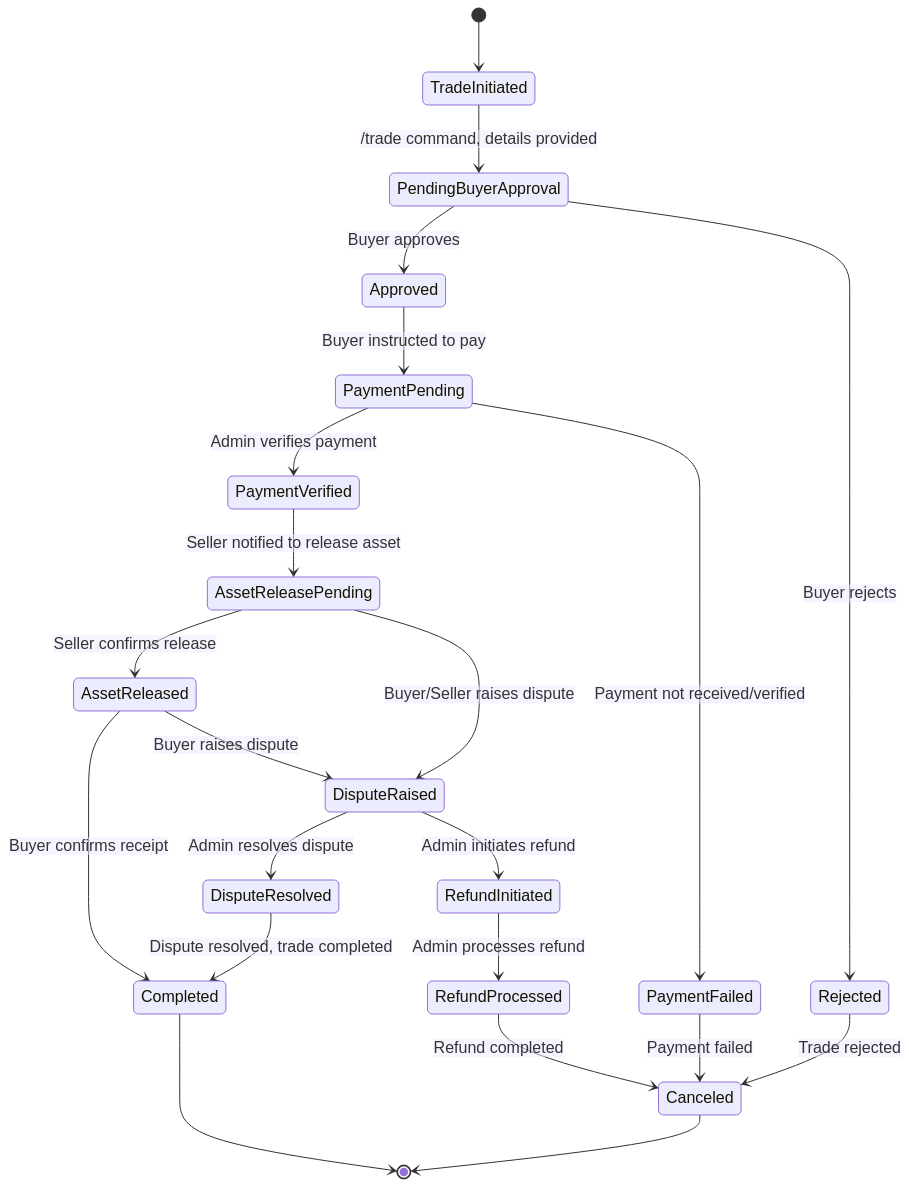 TradeInitiated
/trade command, details provided
PendingBuyerApproval
Buyer approves
Approved
Buyer instructed to pay
PaymentPending
Admin verifies payment
PaymentVerified
Seller notified to release asset
AssetReleasePending
Buyer rejects
Seller confirms release
AssetReleased
Buyer/Seller raises dispute
Payment not received/verified
Buyer raises dispute
DisputeRaised
Buyer confirms receipt
Admin resolves dispute
Admin initiates refund
DisputeResolved
RefundInitiated
Dispute resolved, trade completed
Admin processes refund
Completed
RefundProcessed
PaymentFailed
Rejected
Refund completed
Payment failed
Trade rejected
Canceled